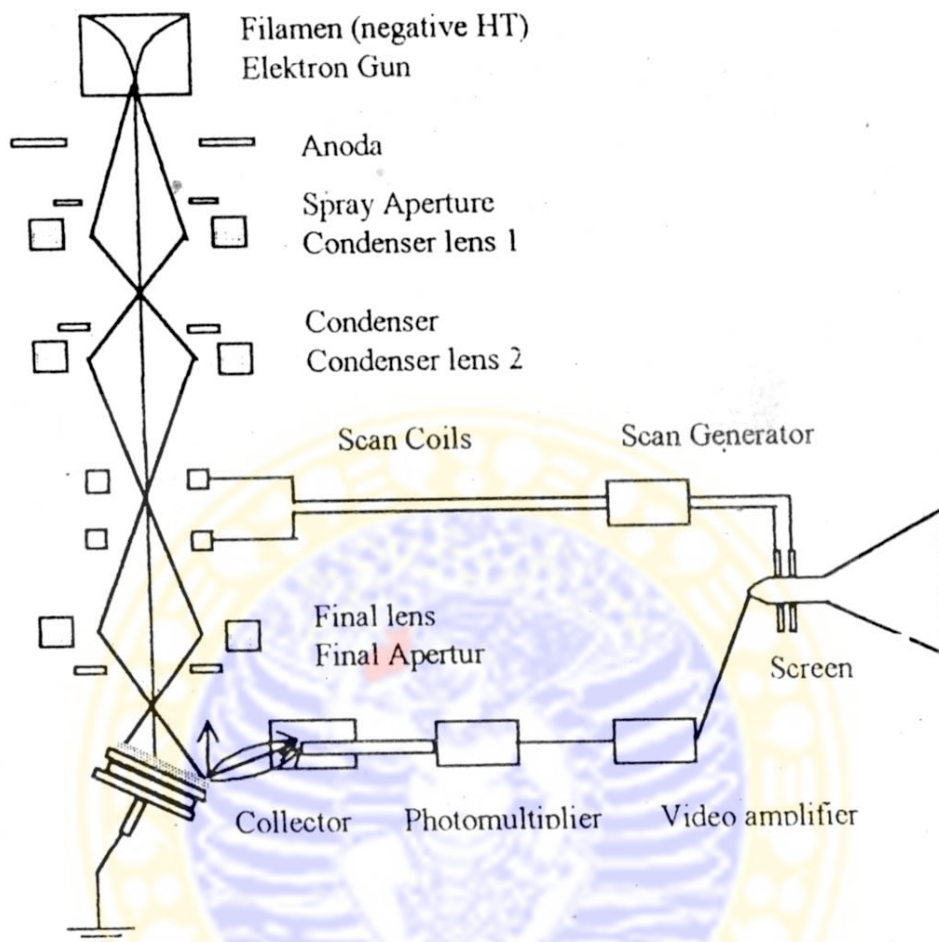 Filamen (negative HT)
Elektron Gun
Anoda
Spray Aperture
Condenser lens 1
Condenser
Condenser lens 2
Scan Coils
Scan Generator
Final lens
Final Apertur
Screen
Collector
Photomultiplier
Video amplifier